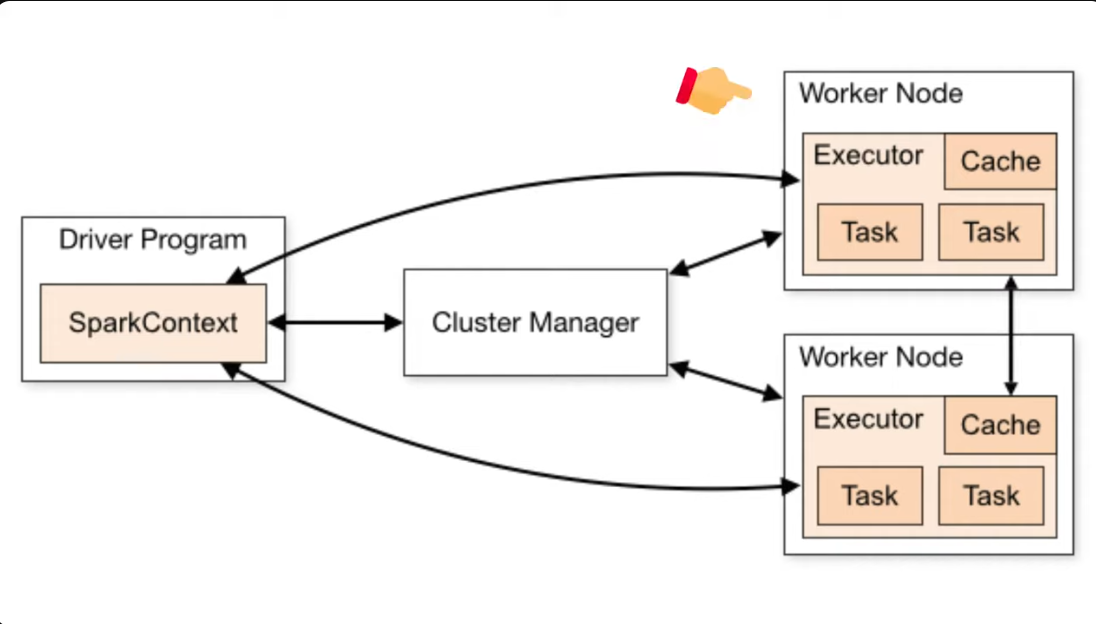 Driver Program
SparkContext
Cluster Manager
Worker Node
Executor
Cache
Task
Task
Worker Node
Executor
Cache
Task
Task